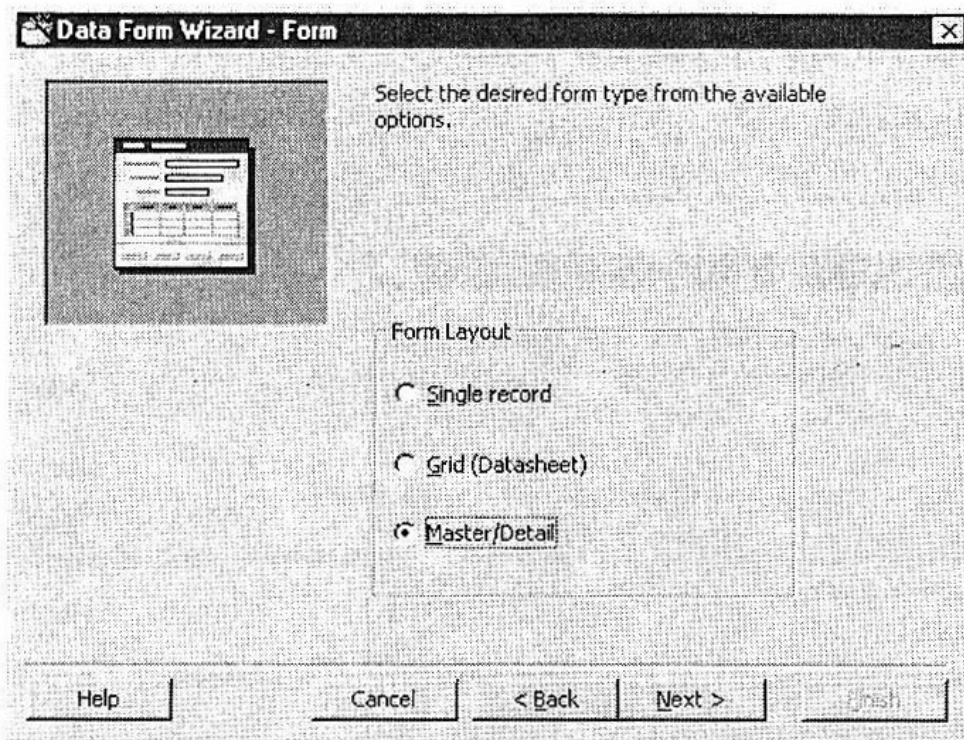 Data Form Wizard - Form
Select the desired form type from the available
options.
Form Layout
Single record
Grid (Datasheet)
Master/Detail
Help
Cancel
< Back
Next >
Finish